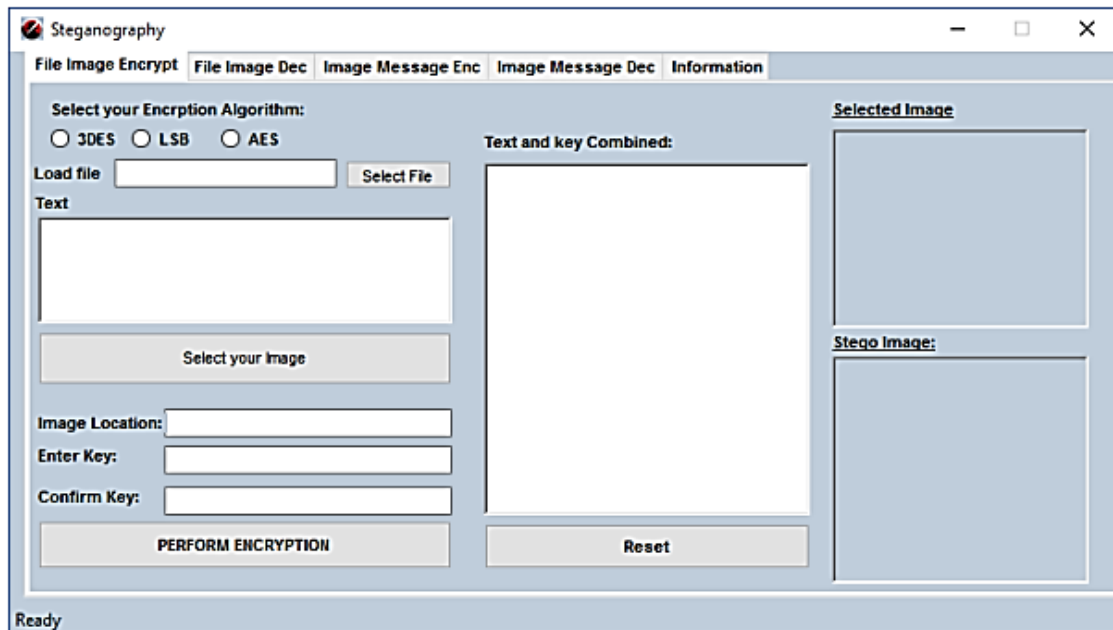 Steganography
File Image Encrypt File Image Dec Image Message Enc Image Message Dec Information
Select your Encrption Algorithm:
3DES LSB AES
Load file Select File
Text
Select your Image
Image Location:
Enter Key:
Confirm Key:
PERFORM ENCRYPTION
Text and key Combined:
Reset
Selected Image
Stego Image:
Ready